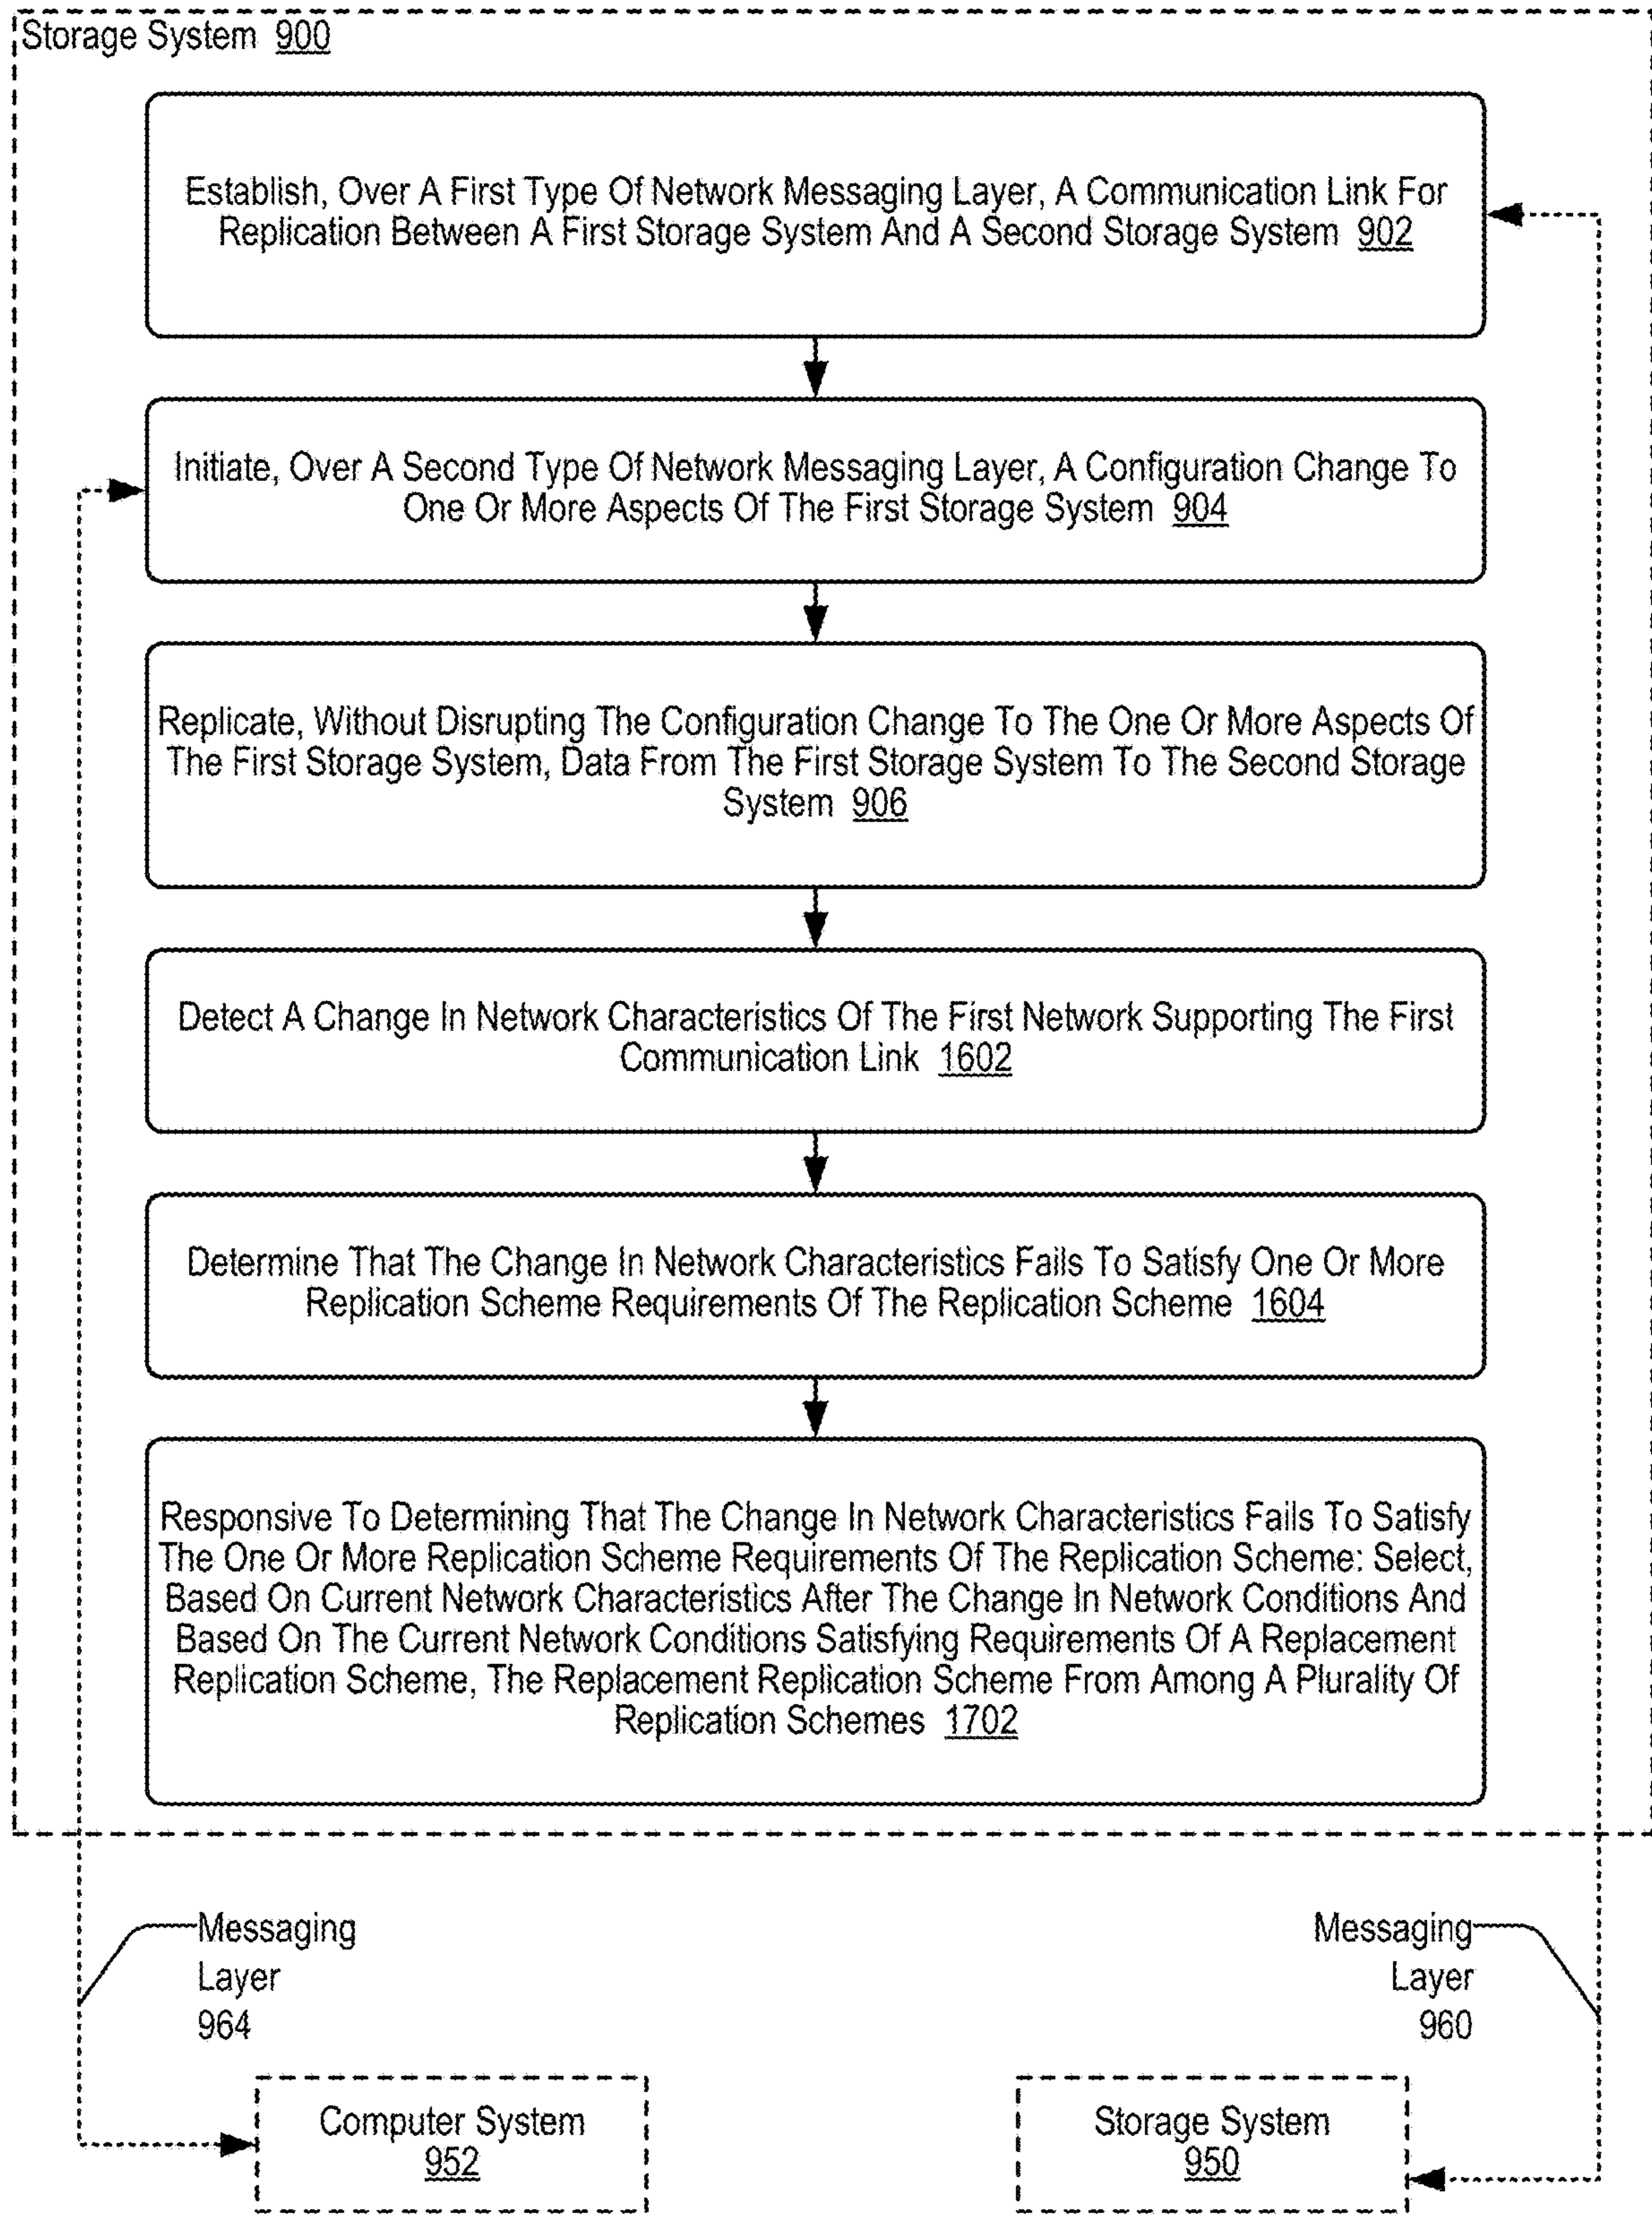 Storage System 900
Establish, Over A First Type Of Network Messaging Layer, A Communication Link For
Replication Between A First Storage System And A Second Storage System 902
Initiate, Over A Second Type Of Network Messaging Layer, A Configuration Change To
One Or More Aspects Of The First Storage System 904
Replicate, Without Disrupting The Configuration Change To The One Or More Aspects Of
The First Storage System, Data From The First Storage System To The Second Storage
System 906
Detect A Change In Network Characteristics Of The First Network Supporting The First
Communication Link 1602
Determine That The Change In Network Characteristics Fails To Satisfy One Or More
Replication Scheme Requirements Of The Replication Scheme 1604
Responsive To Determining That The Change In Network Characteristics Fails To Satisfy
The One Or More Replication Scheme Requirements Of The Replication Scheme: Select,
Based On Current Network Characteristics After The Change In Network Conditions And
Based On The Current Network Conditions Satisfying Requirements Of A Replacement
Replication Scheme, The Replacement Replication Scheme From Among A Plurality Of
Replication Schemes 1702
Messaging
Layer
964
Messaging
Layer
960
Computer System
952
Storage System
950